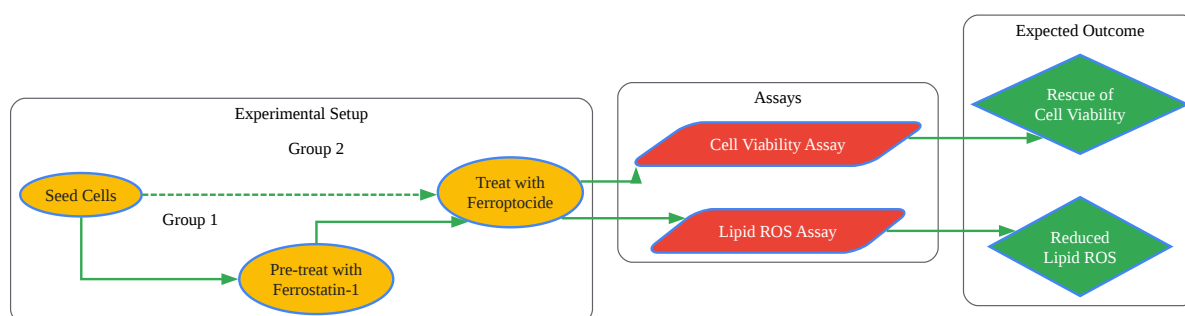 Experimental Setup
Group 2
Seed Cells
Group 1
Pre-treat with
Ferrostatin-1
Treat with
Ferroptocide
Assays
Cell Viability Assay
Lipid ROS Assay
Expected Outcome
Rescue of
Cell Viability
Reduced
Lipid ROS